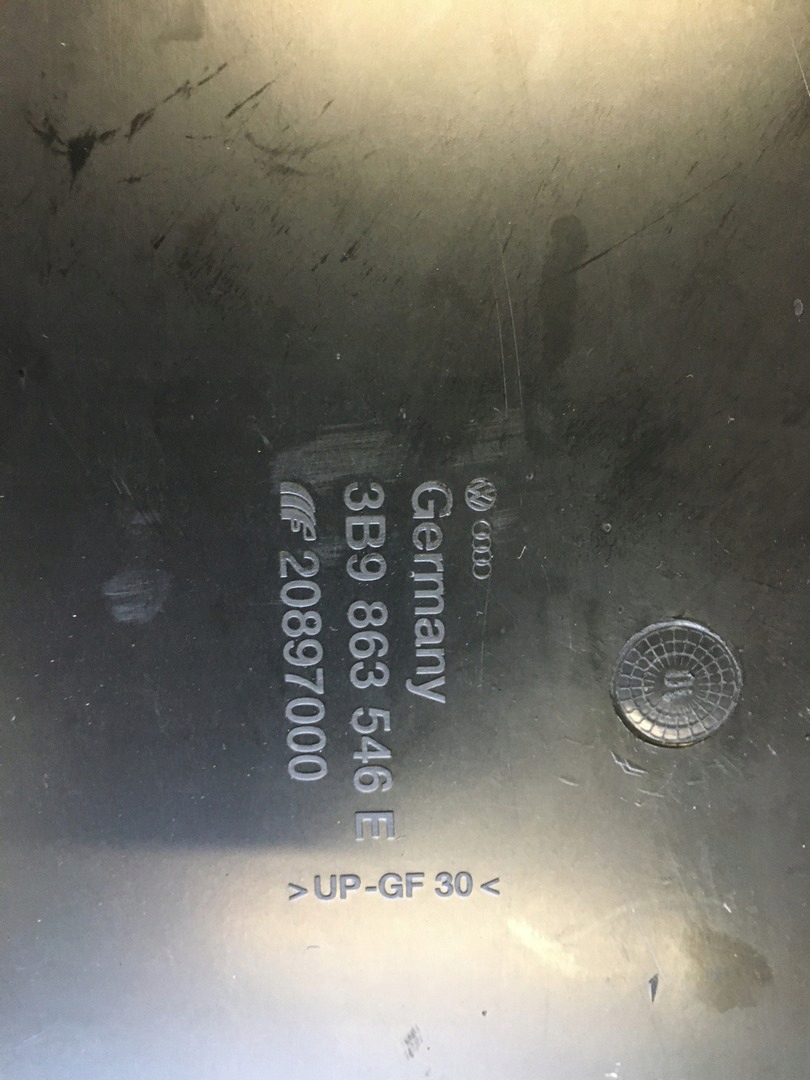 Germany
3B9 863 546 E
20897000
>UP-GF 30<